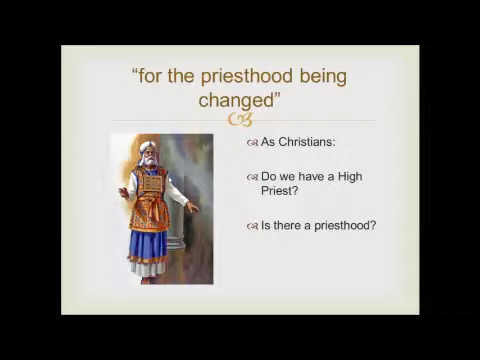 “for the priesthood being
changed”
As Christians:
Do we have a High
Priest?
Is there a priesthood?